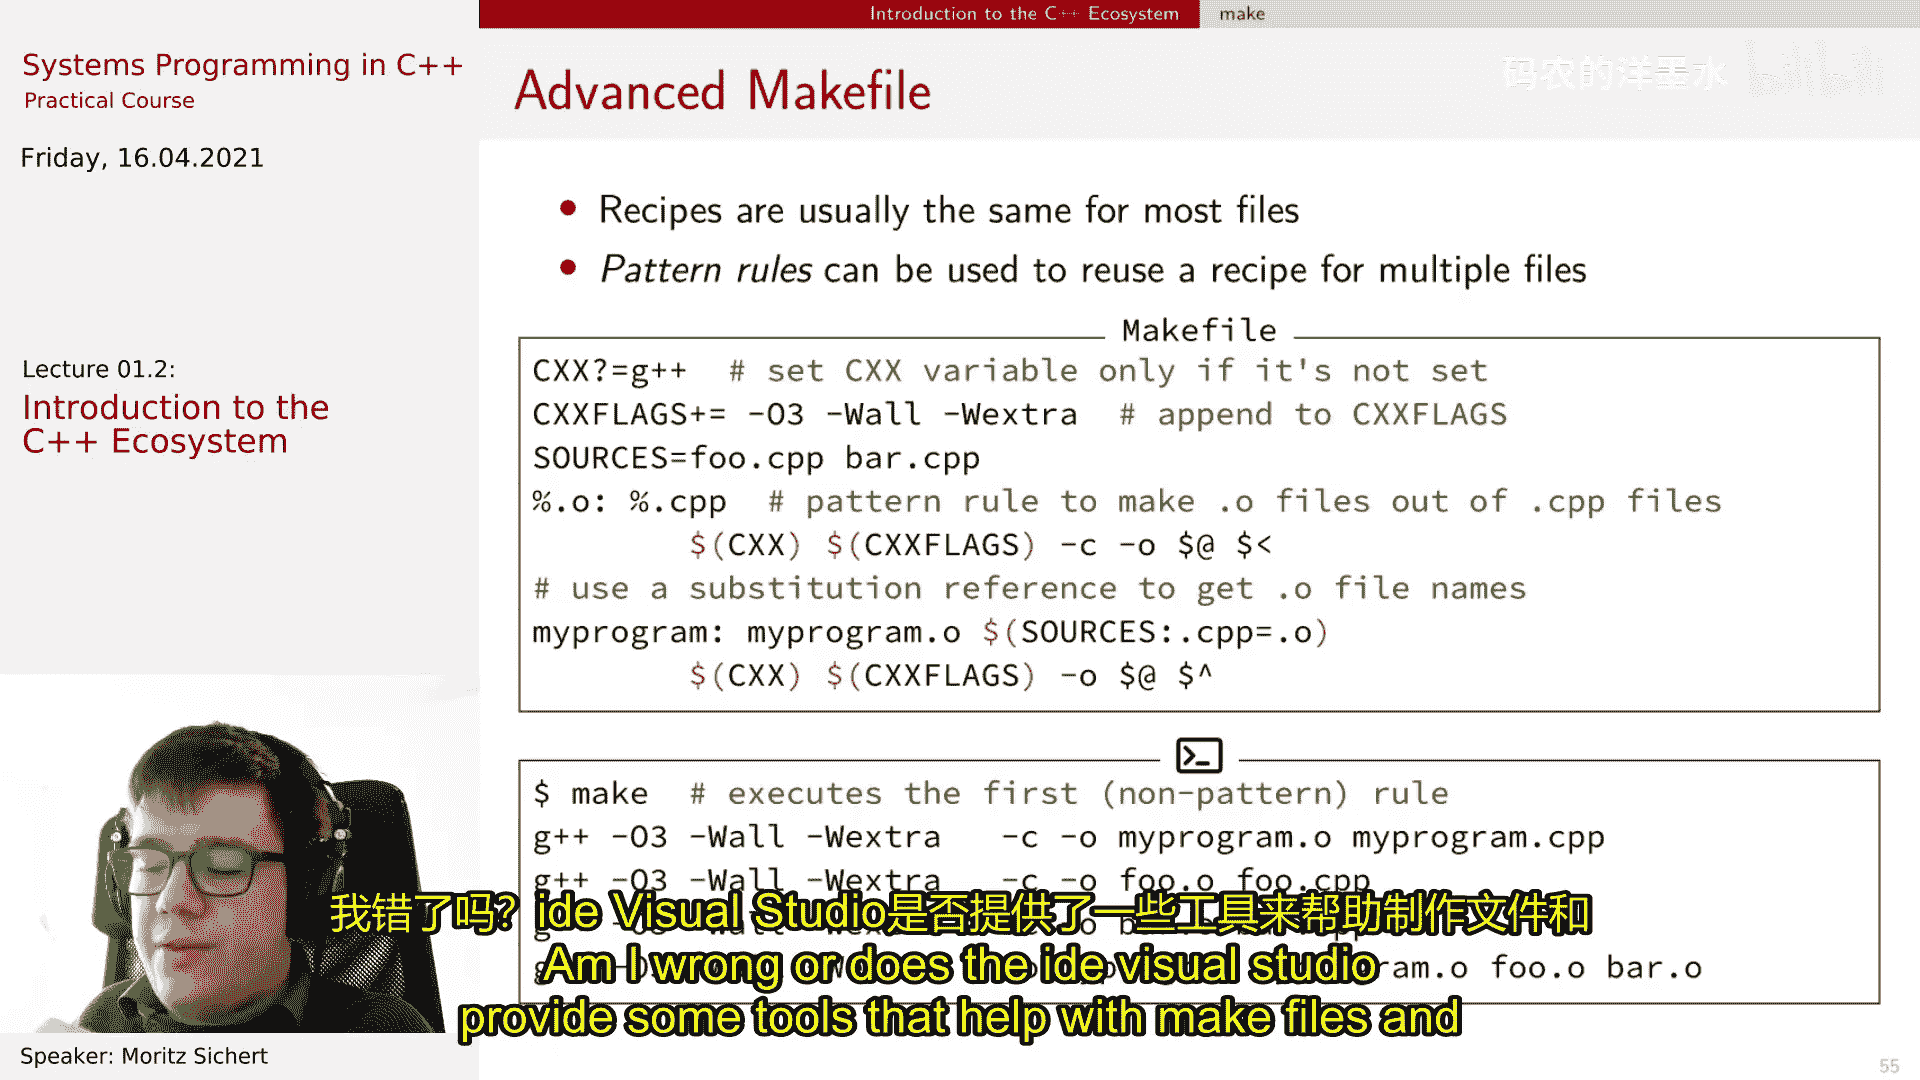 Introduction to the C++ Ecosystem
make
Systems Programming in C++
Practical Course
Friday, 16.04.2021
Lecture 01.2:
Introduction to the
C++ Ecosystem
Advanced Makefile
码农的洋墨水
bilibili
• Recipes are usually the same for most files
• Pattern rules can be used to reuse a recipe for multiple files
Makefile
CXX?=g++  # set CXX variable only if it's not set
CXXFLAGS+= -O3 -Wall -Wextra  # append to CXXFLAGS
SOURCES=foo.cpp bar.cpp
%.o: %.cpp  # pattern rule to make .o files out of .cpp files
        $(CXX) $(CXXFLAGS) -c -o $@ $<
# use a substitution reference to get .o file names
myprogram: myprogram.o $(SOURCES:.cpp=.o)
        $(CXX) $(CXXFLAGS) -o $@ $^
>_
$ make  # executes the first (non-pattern) rule
g++ -O3 -Wall -Wextra   -c -o myprogram.o myprogram.cpp
g++ -O3 -Wall -Wextra   -c -o foo.o foo.cpp
foo.o bar.o
我错了吗？ide Visual Studio是否提供了一些工具来帮助制作文件和
Am I wrong or does the ide visual studio
provide some tools that help with make files and
Speaker: Moritz Sichert
55